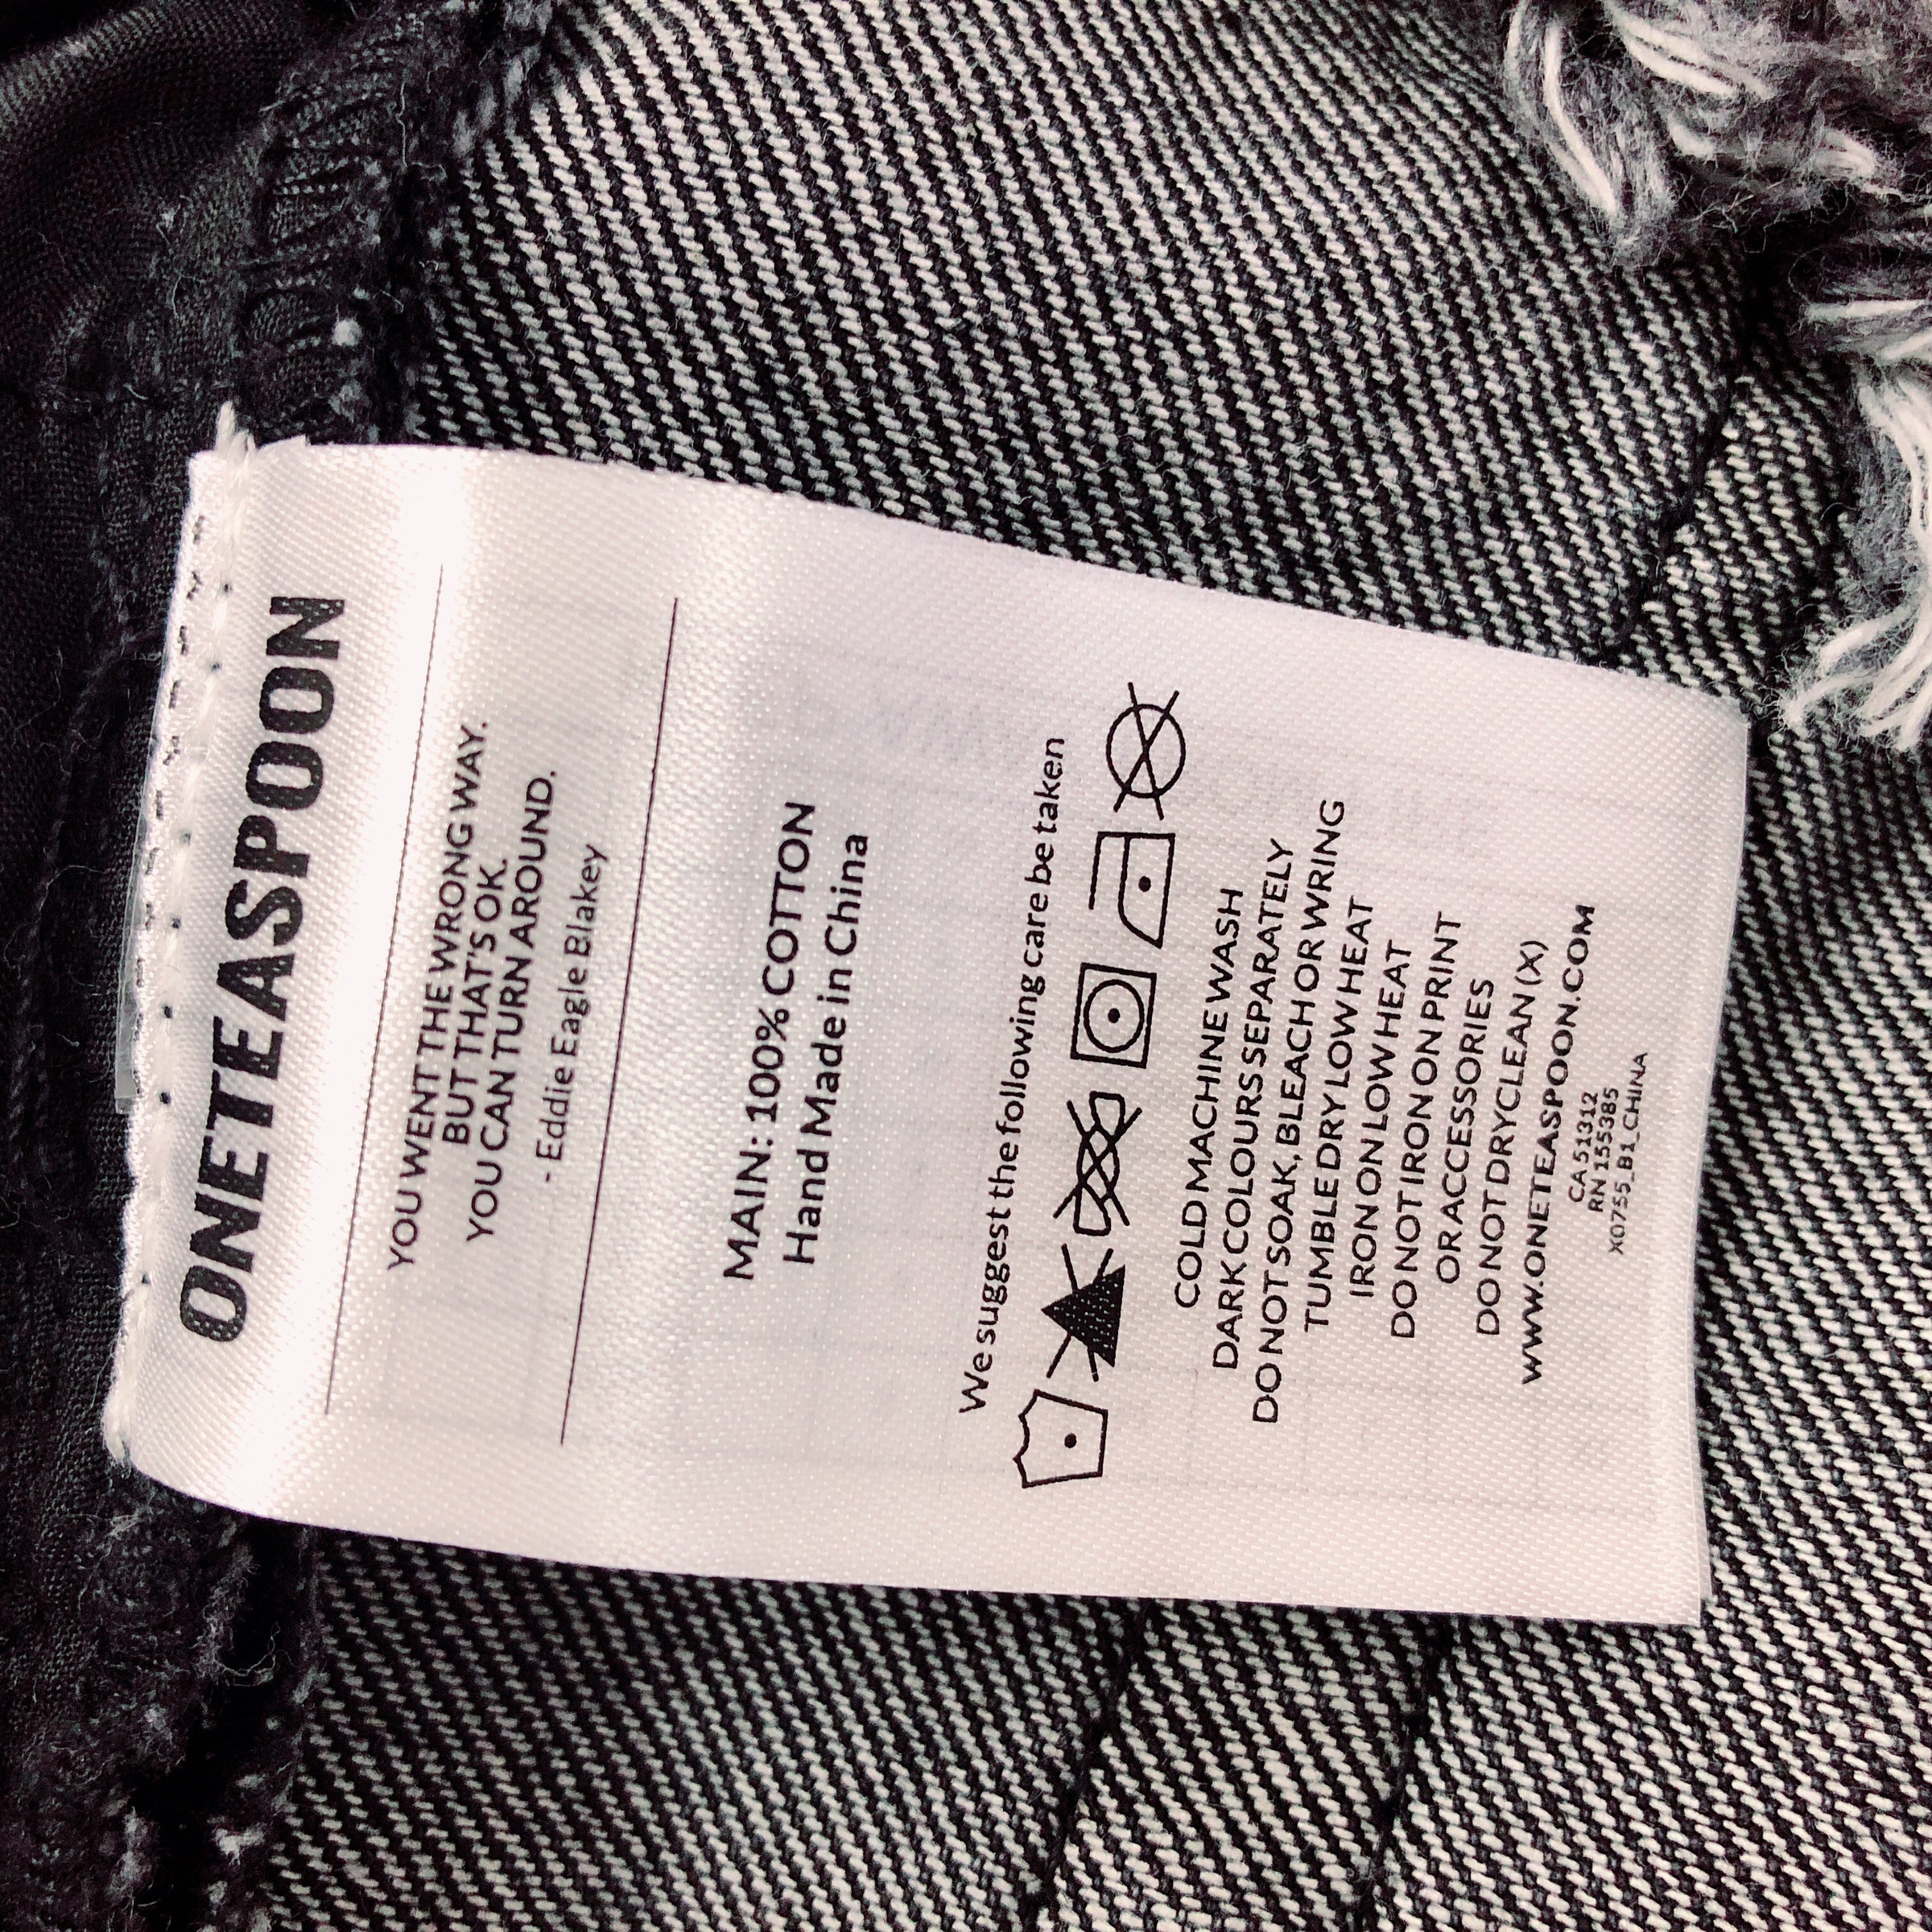 ONETEASPOON
YOU WENT THE WRONG WAY.
BUT THAT'S OK.
YOU CAN TURN AROUND.
- Eddie Eagle Blakey
MAIN: 100% COTTON
Hand Made in China
We suggest the following care be taken
COLD MACHINE WASH
DARK COLOURS SEPARATELY
DO NOT SOAK, BLEACH OR WRING
TUMBLE DRY LOW HEAT
IRON ON LOW HEAT
DO NOT IRON ON PRINT
OR ACCESSORIES
DO NOT DRYCLEAN (X)
WWW.ONETEASPOON.COM
CA 51312
RN 155385
X0755_B1_CHINA